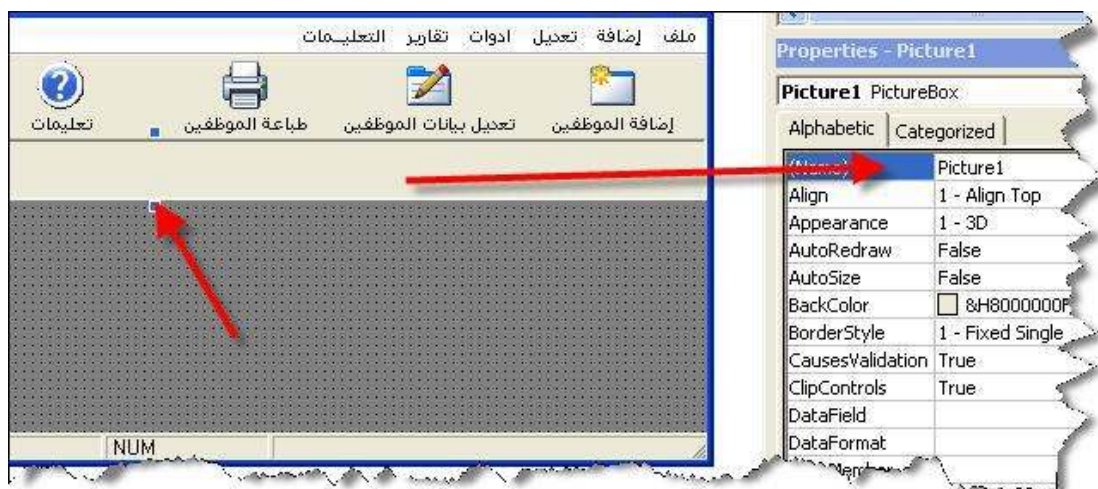 ملف إضافة تعديل ادوات تقارير التعليـمات
إضافة الموظفين تعديل بيانات الموظفين طباعة الموظفين تعليمات
NUM
Properties - Pict
Picture1 PictureBox
Alphabetic Categorized
(Name) Picture1
Align 1 - Align Top
Appearance 1 - 3D
AutoRedraw False
AutoSize False
BackColor &H8000000F
BorderStyle 1 - Fixed Single
CausesValidation True
ClipControls True
DataField
DataFormat